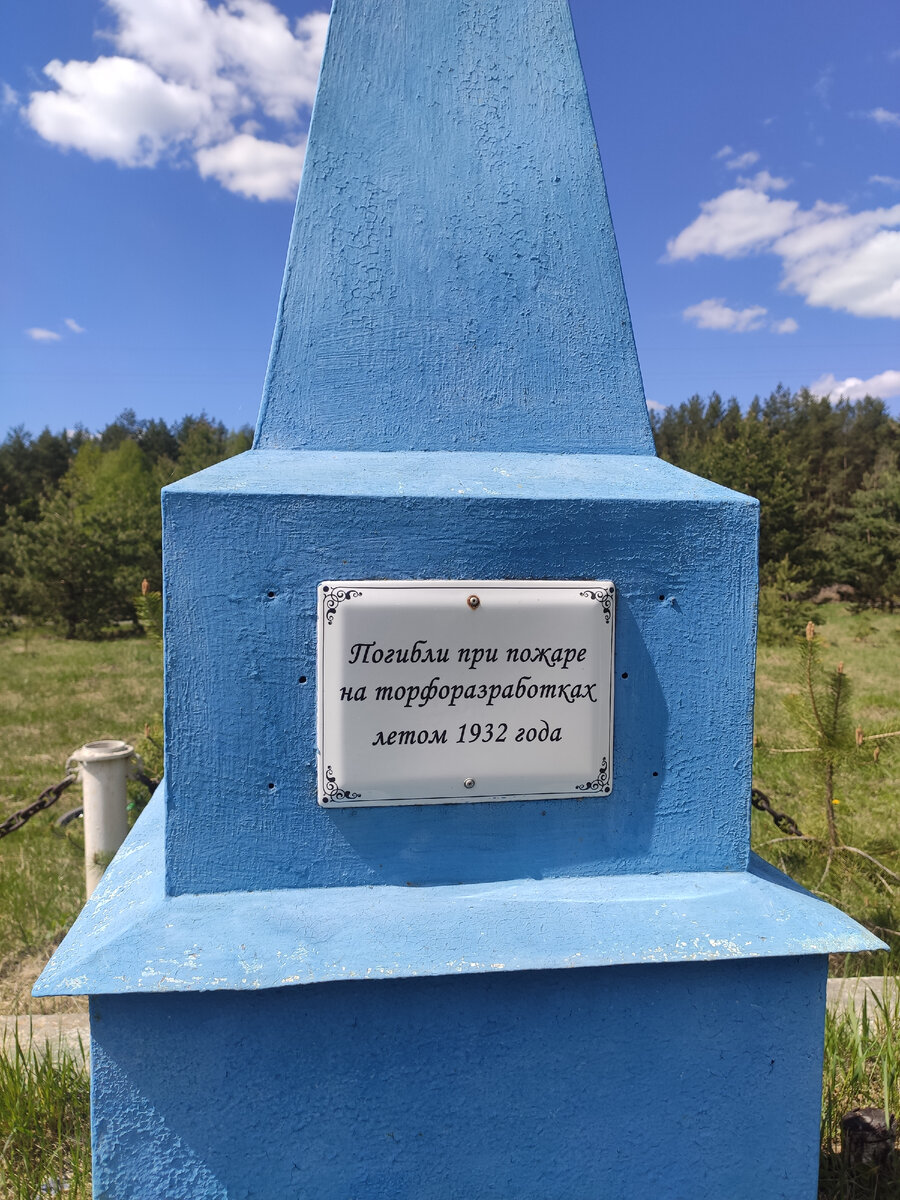 Погибли при пожаре
на торфоразработках
летом 1932 года